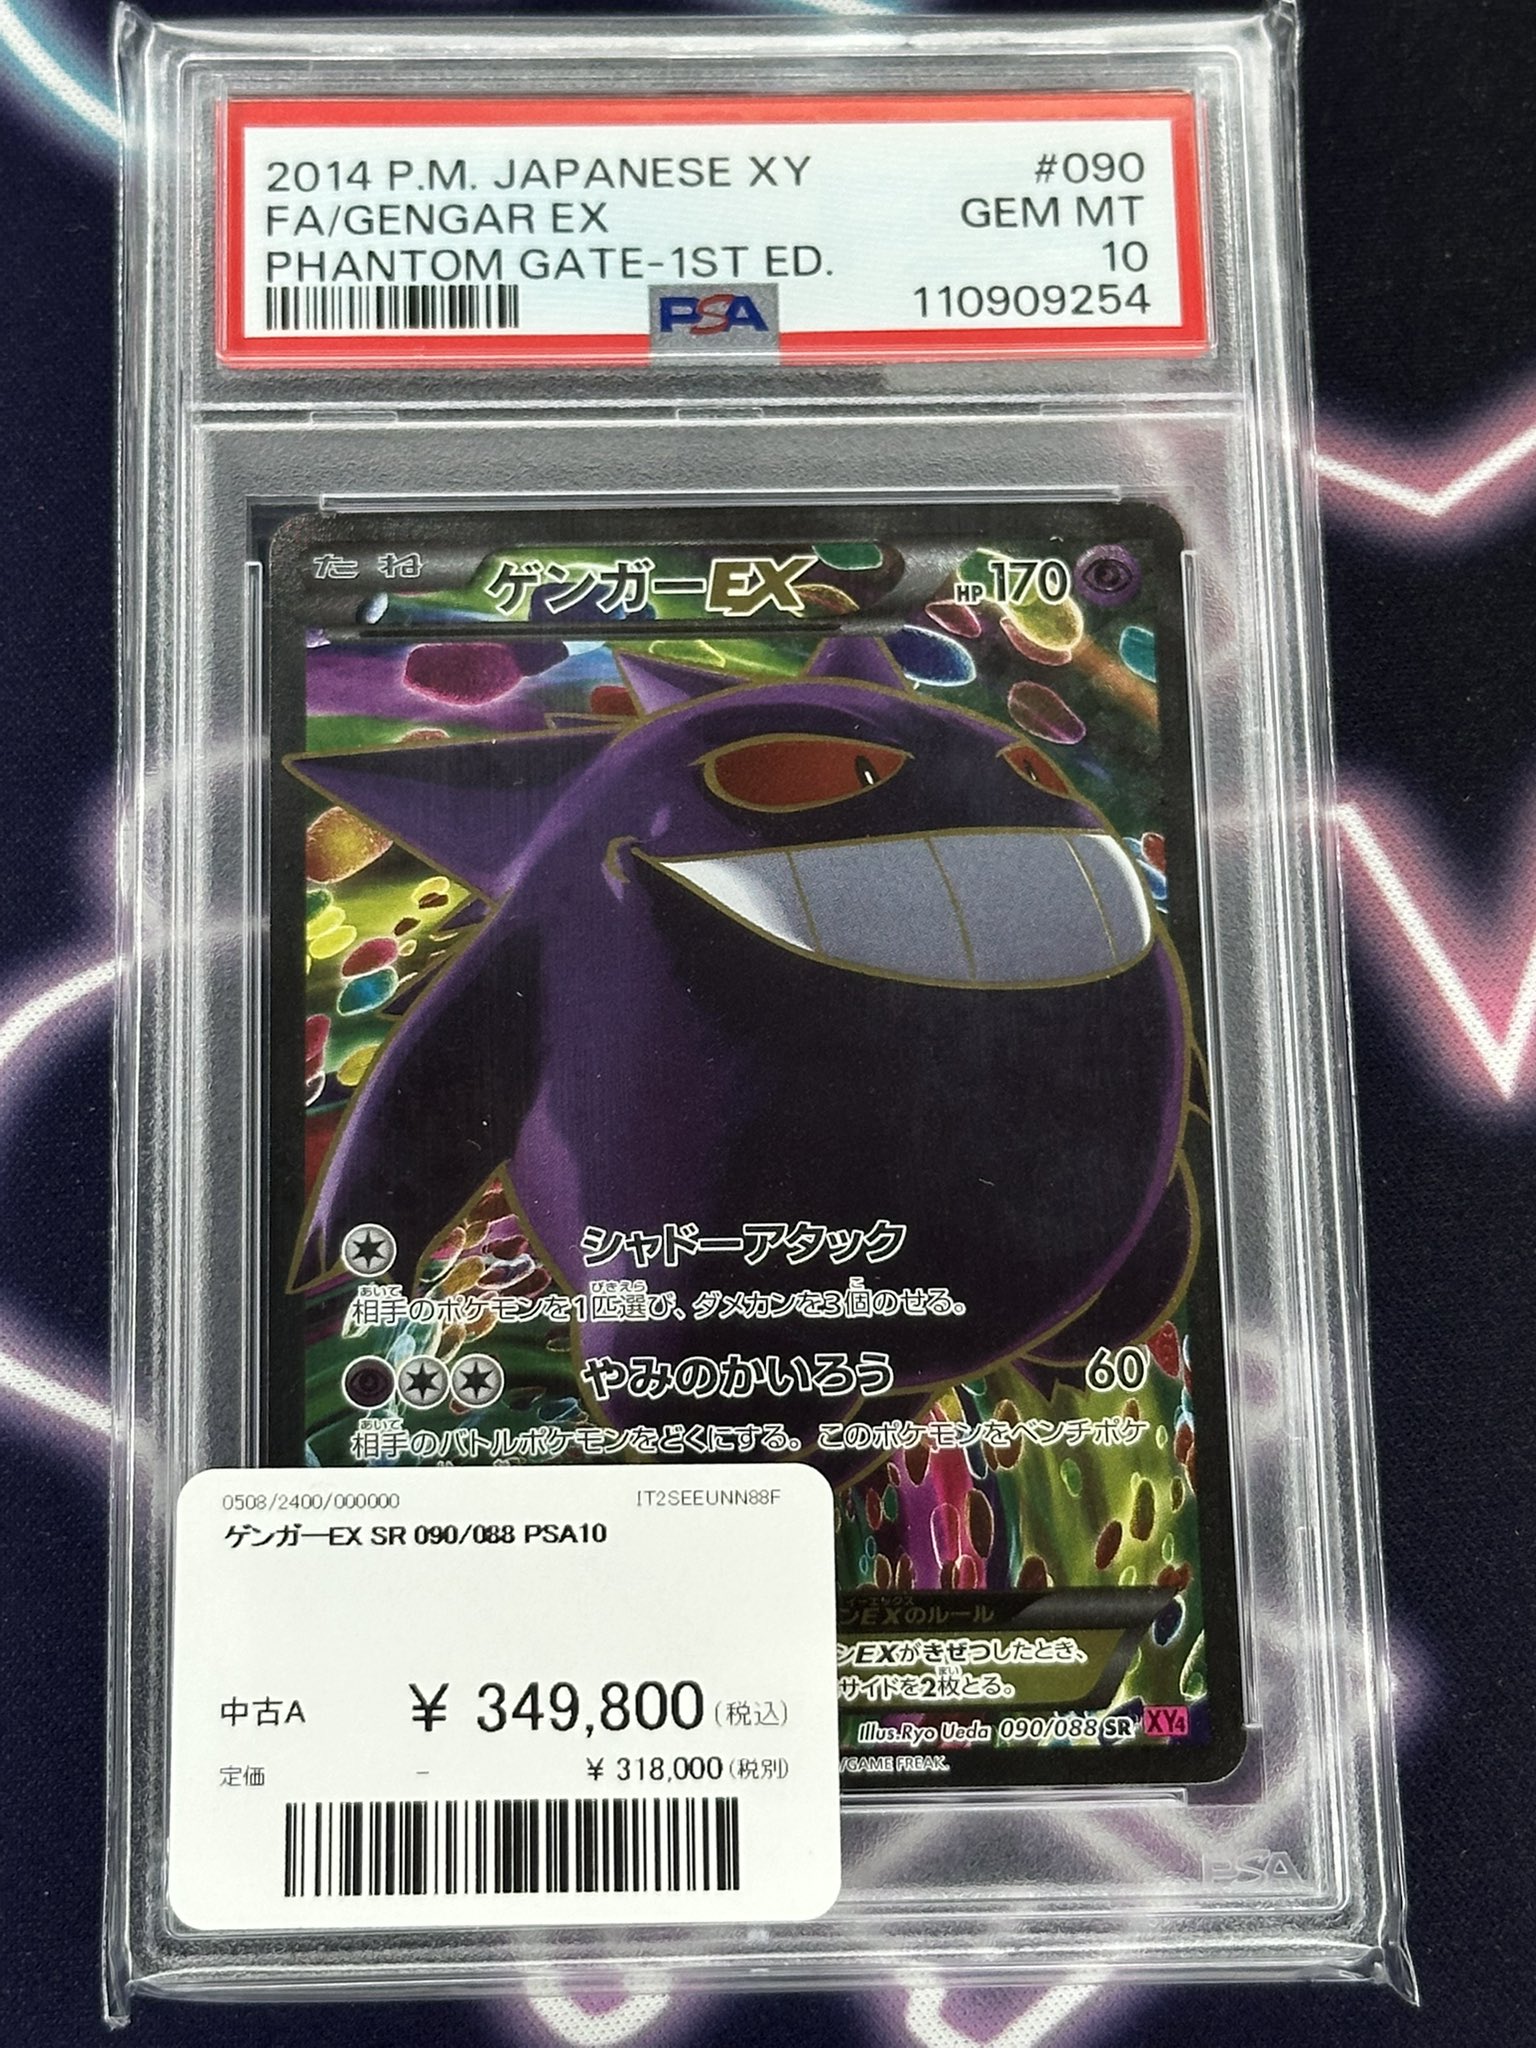 2014 P.M. JAPANESE XY #090
FA/GENGAR EX GEM MT
PHANTOM GATE-1ST ED. 10
PSA 110909254
たね ゲンガーEX HP170
シャドーアタック
相手のポケモンを1匹選び、ダメカンを3個のせる。
やみのかいろう 60
相手のバトルポケモンをどくにする。このポケモンをベンチポケ
ンEXのルール
ンEXがきぜつしたとき、
サイドを2枚とる。
Illus.Ryo Ueda 090/088 SR XY4
/GAME FREAK.
0508/2400/000000 IT2SEEUNN88F
ゲンガーEX SR 090/088 PSA10
中古A ¥ 349,800(税込)
定価 - ¥ 318,000(税別)
PSA